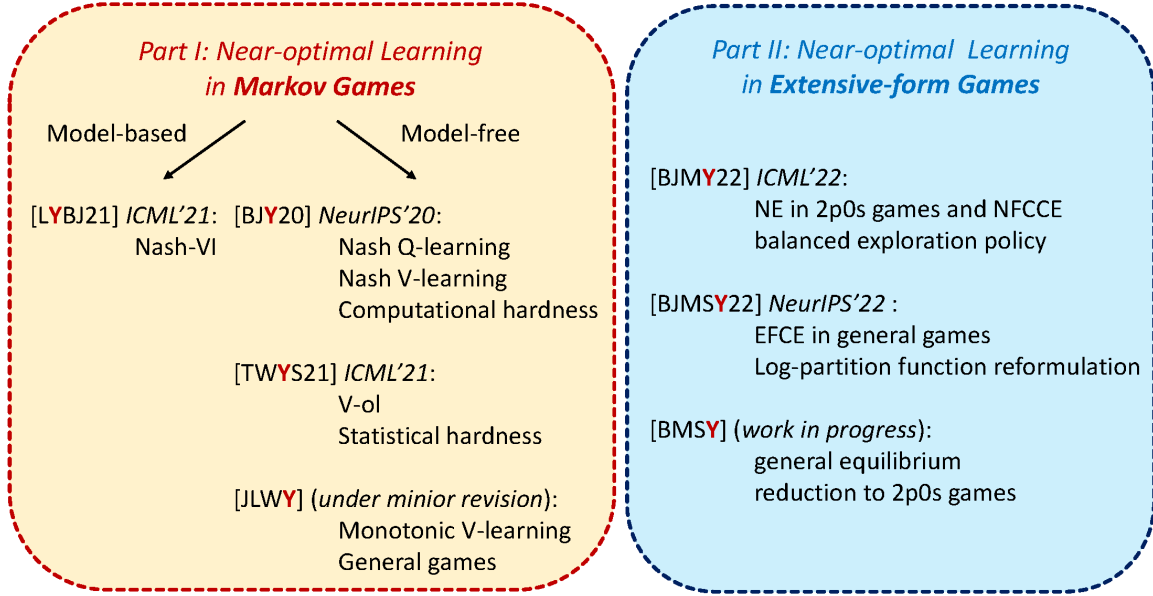 Part I: Near-optimal Learning
in Markov Games
Model-based
Model-free
[LYBJ21] ICML'21:
Nash-VI
[BJY20] NeurIPS'20:
Nash Q-learning
Nash V-learning
Computational hardness
[TWYS21] ICML'21:
V-ol
Statistical hardness
[JLWY] (under minior revision):
Monotonic V-learning
General games
Part II: Near-optimal Learning
in Extensive-form Games
[BJMY22] ICML'22:
NE in 2p0s games and NFCCE
balanced exploration policy
[BJMSY22] NeurIPS'22 :
EFCE in general games
Log-partition function reformulation
[BMSY] (work in progress):
general equilibrium
reduction to 2p0s games